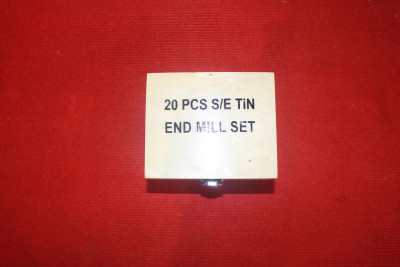 20 PCS S/E TiN
END MILL SET